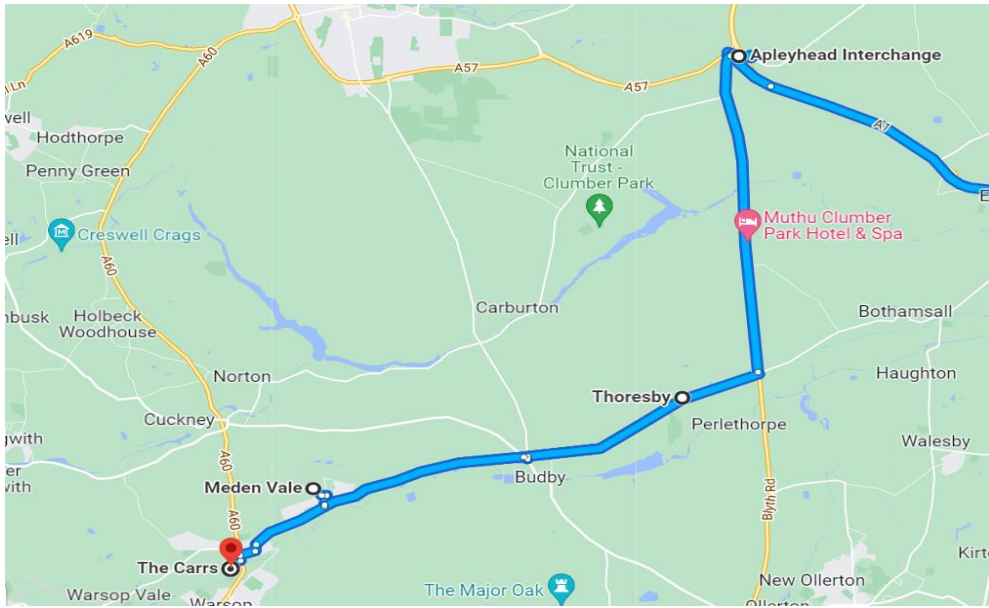 A619
A60
A57
A57
Apleyhead Interchange
A1
Hodthorpe
Penny Green
National
Trust -
Clumber Park
Muthu Clumber
Park Hotel & Spa
Creswell Crags
A60
Carburton
Bothamsall
Holbeck
Woodhouse
Norton
Thoresby
Haughton
Cuckney
Perlethorpe
Walesby
A60
Budby
Meden Vale
Blyth Rd
The Carrs
The Major Oak
New Ollerton
Warsop Vale
Warsop
Ollerton